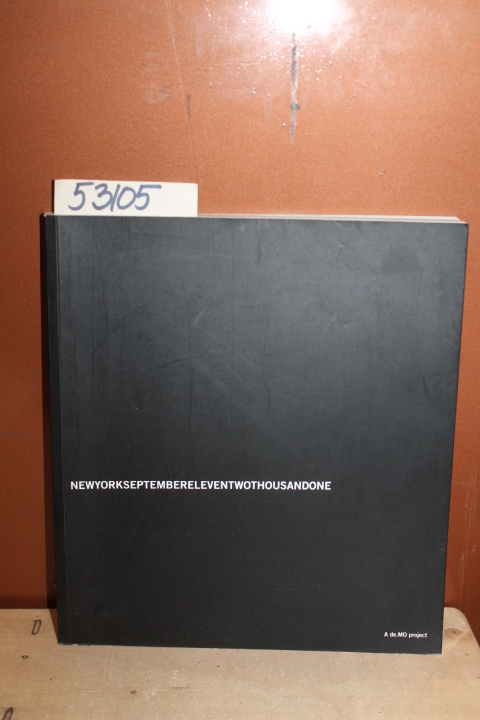 53105
NEWYORKSEPTEMBERELEVENTWOTHOUSANDONE
A de.MO project